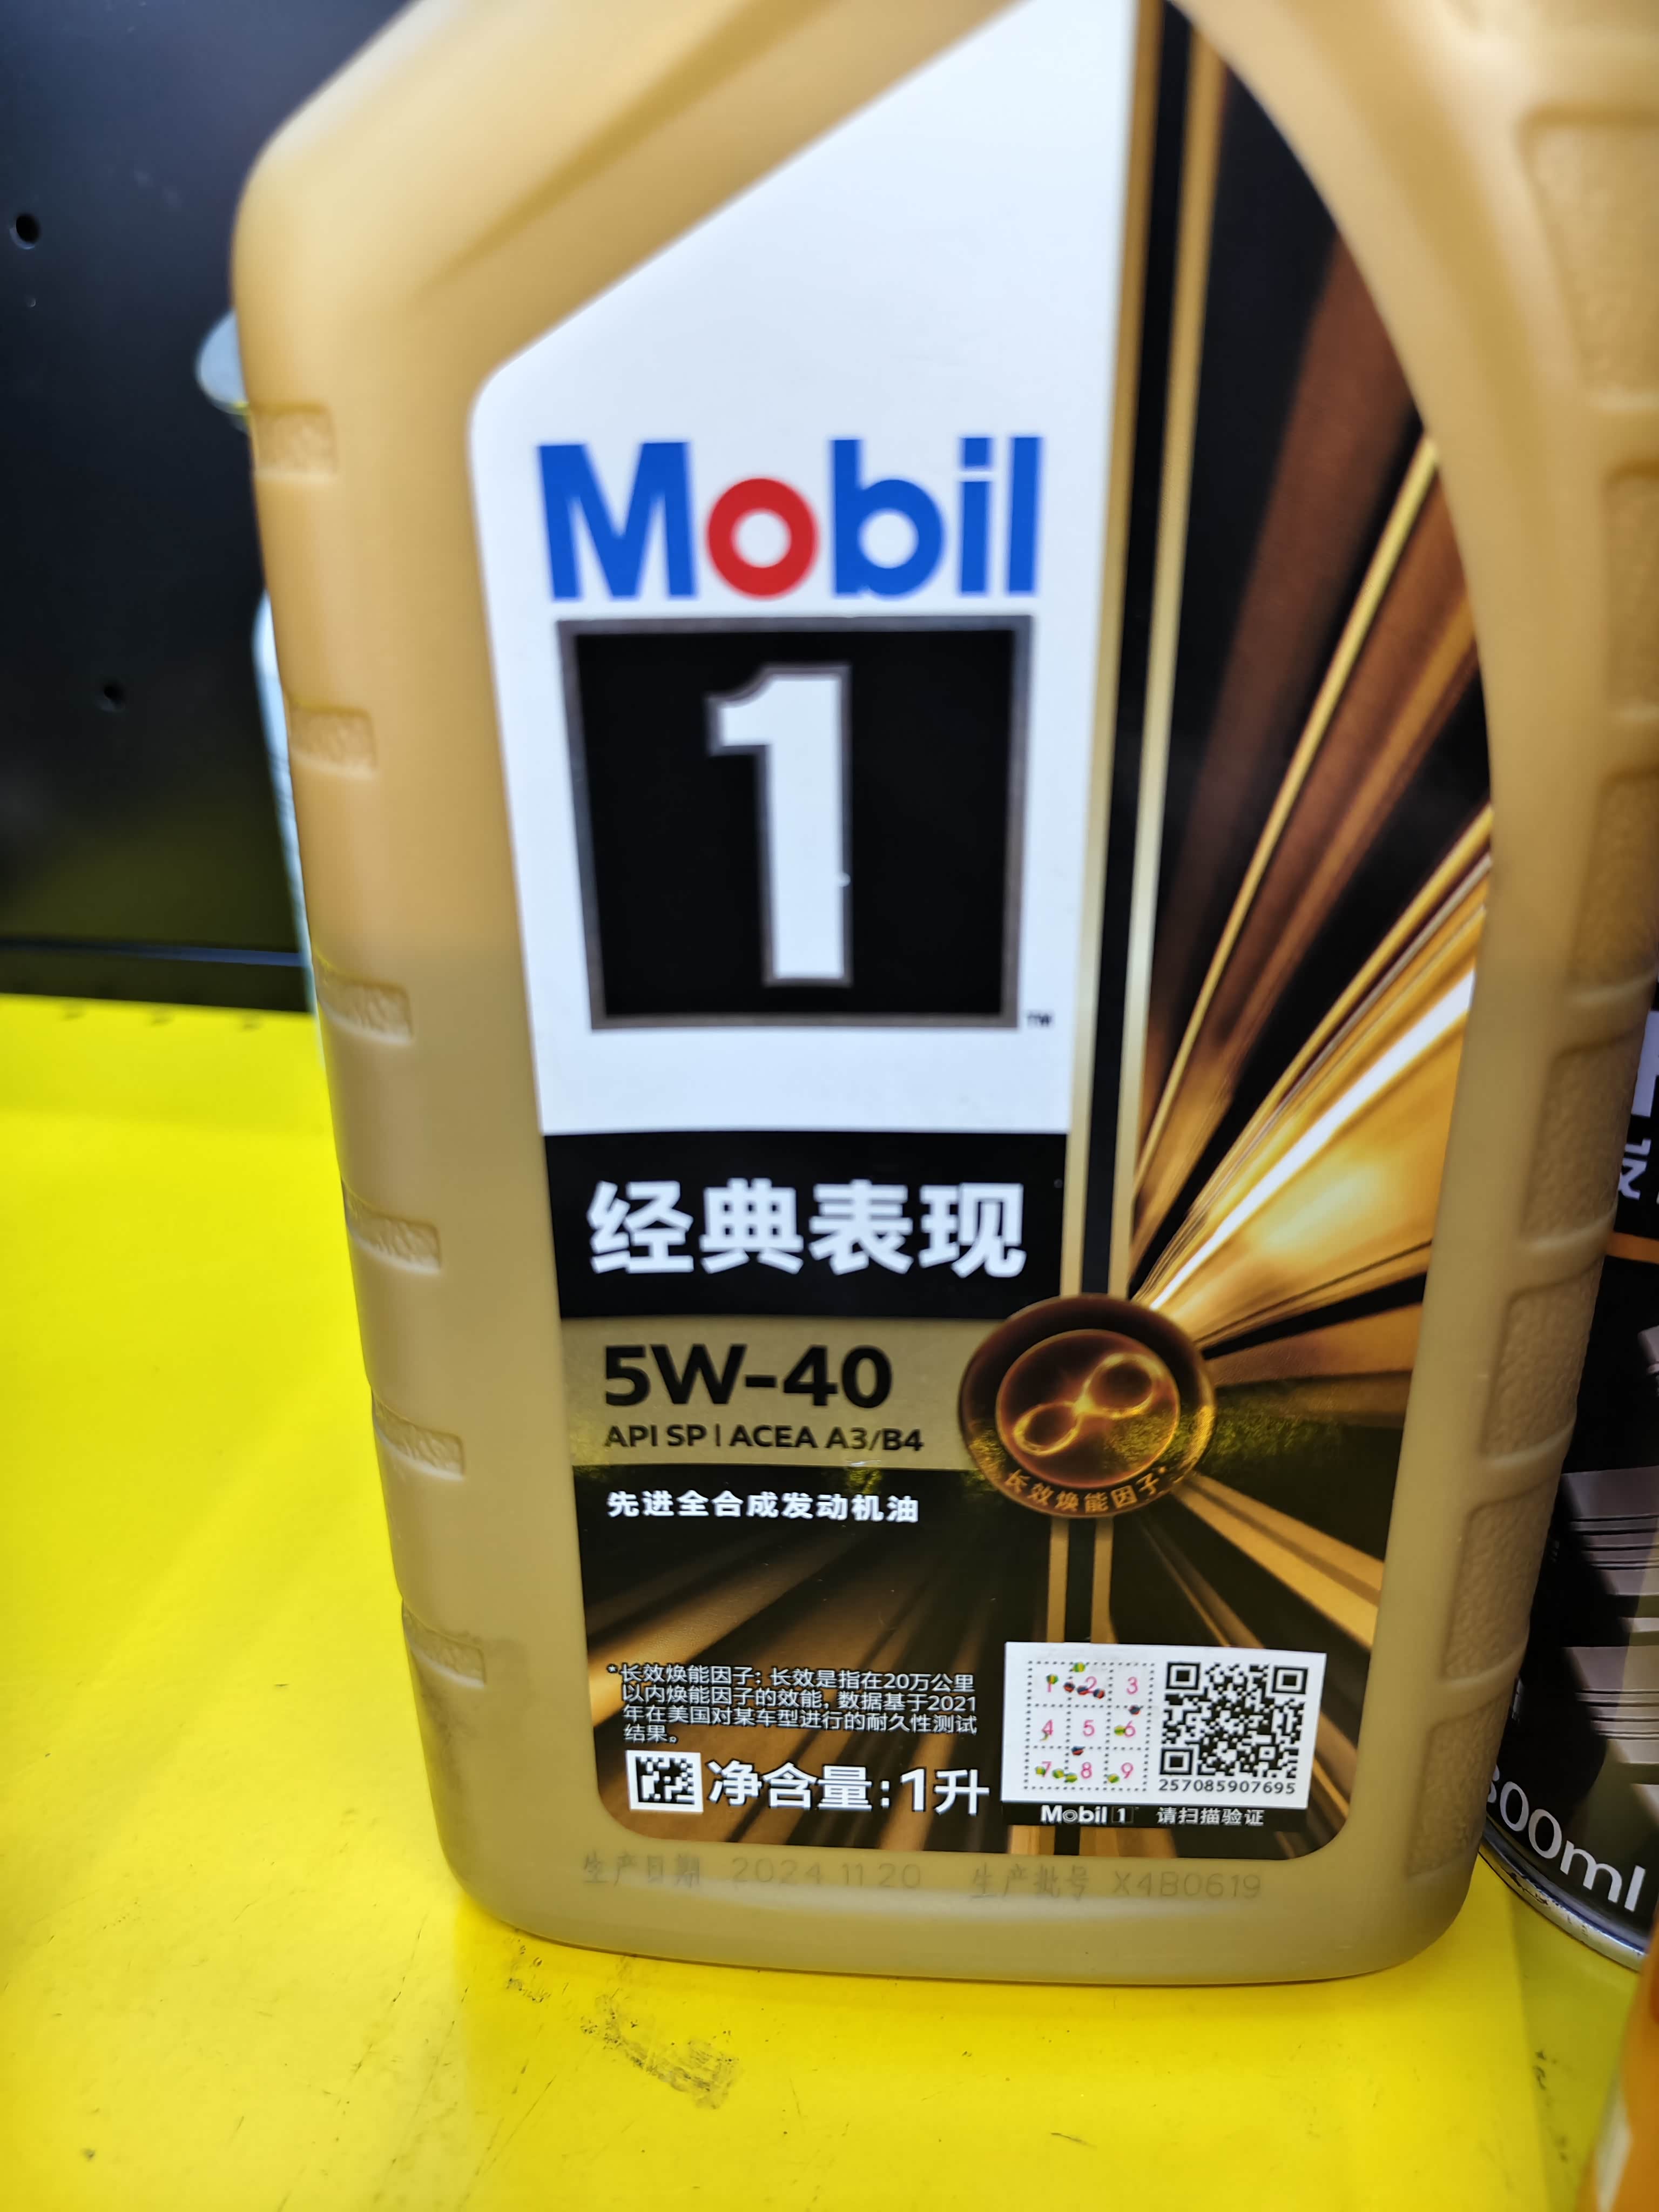 Mobil
1
TM
经典表现
5W-40
API SP | ACEA A3/B4
长效焕能因子*
先进全合成发动机油
*长效焕能因子：长效是指在20万公里
以内焕能因子的效能，数据基于2021
年在美国对某车型进行的耐久性测试
结果。
净含量：1升
1 2 3
4 5 6
7 8 9
257085907695
Mobil 1 请扫描验证
生产日期 2024 11 20 生产批号 X4B0619
00ml